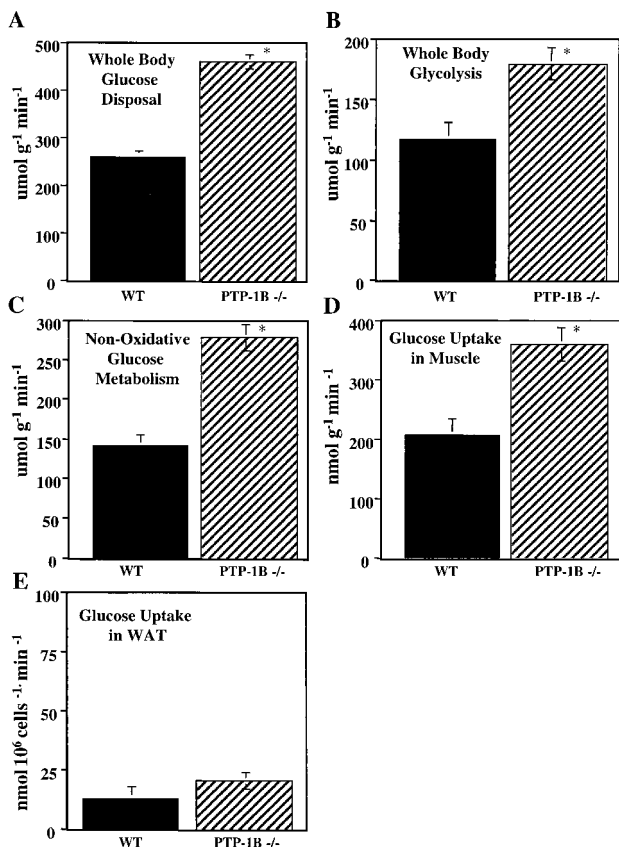 A
500
400
300
200
100
0
umol g-1 min-1
Whole Body
Glucose
Disposal
*
WT PTP-1B -/-
B
200
150
100
50
0
umol g-1 min-1
Whole Body
Glycolysis
*
WT PTP-1B -/-
C
300
250
200
150
100
50
0
umol g-1 min-1
Non-Oxidative
Glucose
Metabolism
*
WT PTP-1B -/-
D
400
300
200
100
0
nmol g-1 min -1
Glucose Uptake
in Muscle
*
WT PTP-1B -/-
E
100
75
50
25
0
nmol 10⁶ cells -1· min -1
Glucose Uptake
in WAT
WT PTP-1B -/-